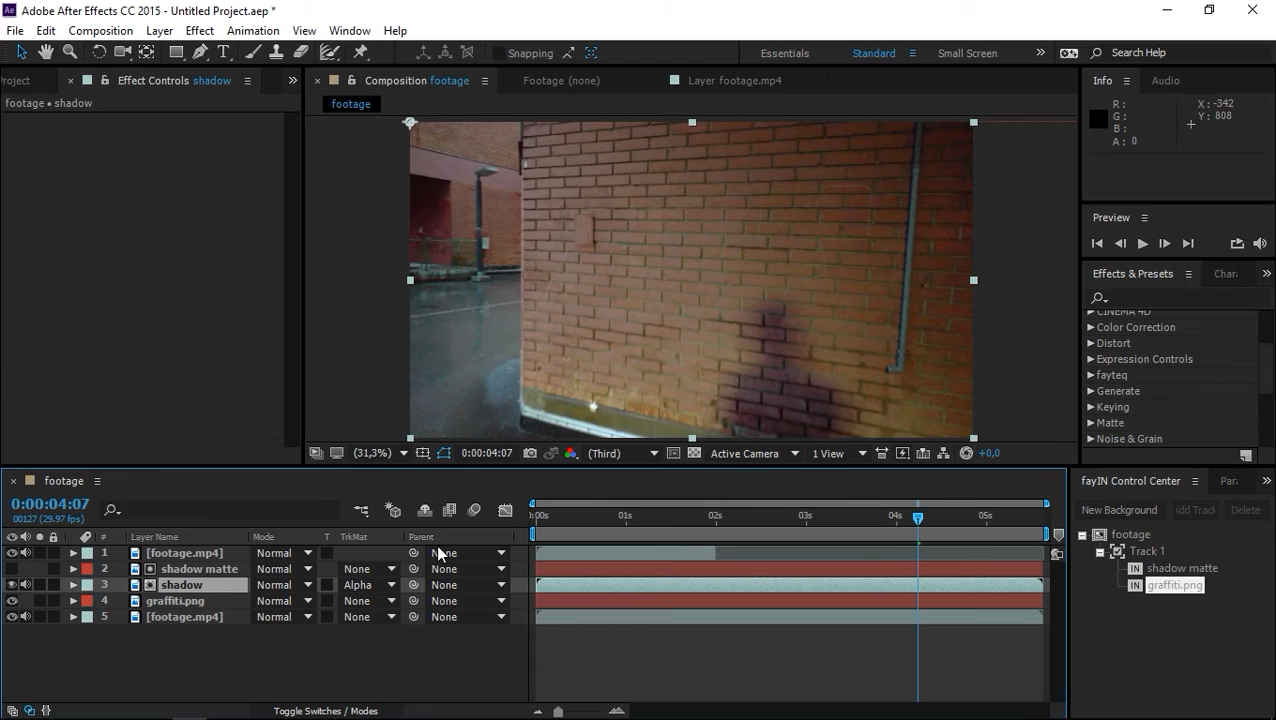 Adobe After Effects CC 2015 - Untitled Project.aep *
File Edit Composition Layer Effect Animation View Window Help
Snapping Essentials Standard Small Screen Search Help
Project Effect Controls shadow Composition footage Footage (none) Layer footage.mp4 Info Audio
footage • shadow footage
R: X: -342
G: Y: 808
B:
A: 0
Preview
Effects & Presets Chara
CINEMA 4D
Color Correction
Distort
Expression Controls
fayteq
Generate
Keying
Matte
Noise & Grain
(31,3%) 0:00:04:07 (Third) Active Camera 1 View +0,0
footage fayIN Control Center Par
0:00:04:07
00127 (29.97 fps)
New Background Add Track Delete
:00s 01s 02s 03s 04s 05s
# Layer Name Mode T TrkMat Parent
1 [footage.mp4] Normal None
2 shadow matte Normal None None
3 shadow Normal Alpha None
4 graffiti.png Normal None None
5 [footage.mp4] Normal None None
footage
Track 1
IN shadow matte
IN graffiti.png
Toggle Switches / Modes